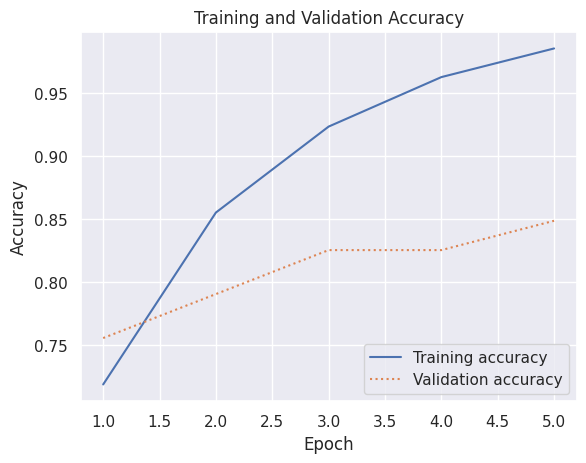 Training and Validation Accuracy
0.95
0.90
0.85
0.80
0.75
Accuracy
Training accuracy
Validation accuracy
1.0 1.5 2.0 2.5 3.0 3.5 4.0 4.5 5.0
Epoch